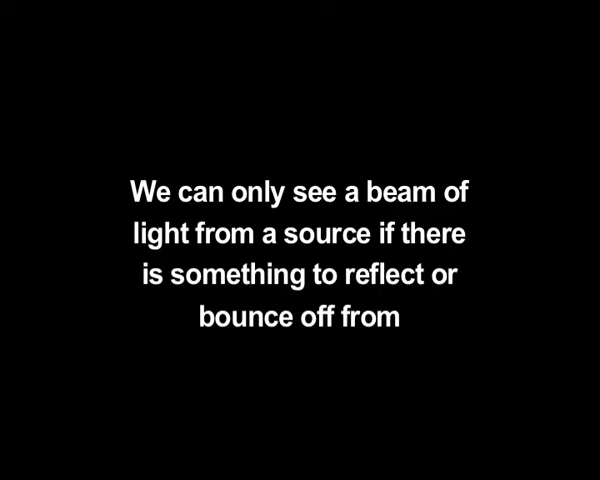 We can only see a beam of
light from a source if there
is something to reflect or
bounce off from